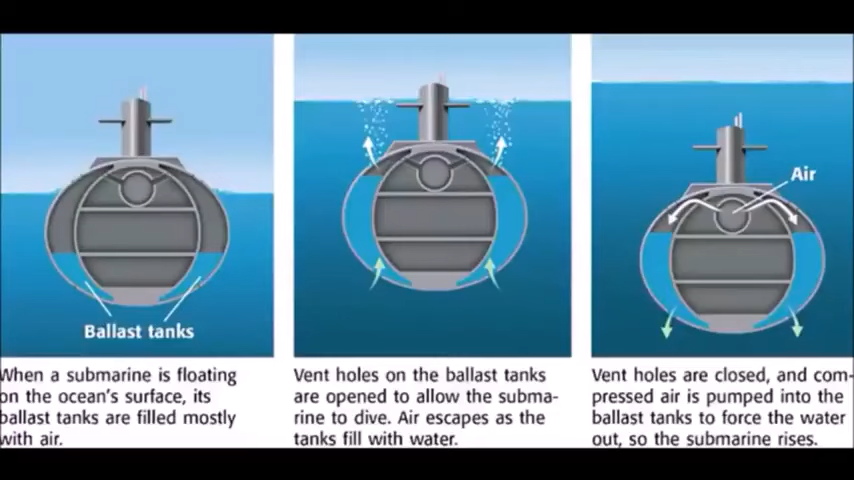 Air
Ballast tanks
When a submarine is floating
on the ocean's surface, its
ballast tanks are filled mostly
with air.
Vent holes on the ballast tanks
are opened to allow the subma-
rine to dive. Air escapes as the
tanks fill with water.
Vent holes are closed, and com-
pressed air is pumped into the
ballast tanks to force the water
out, so the submarine rises.